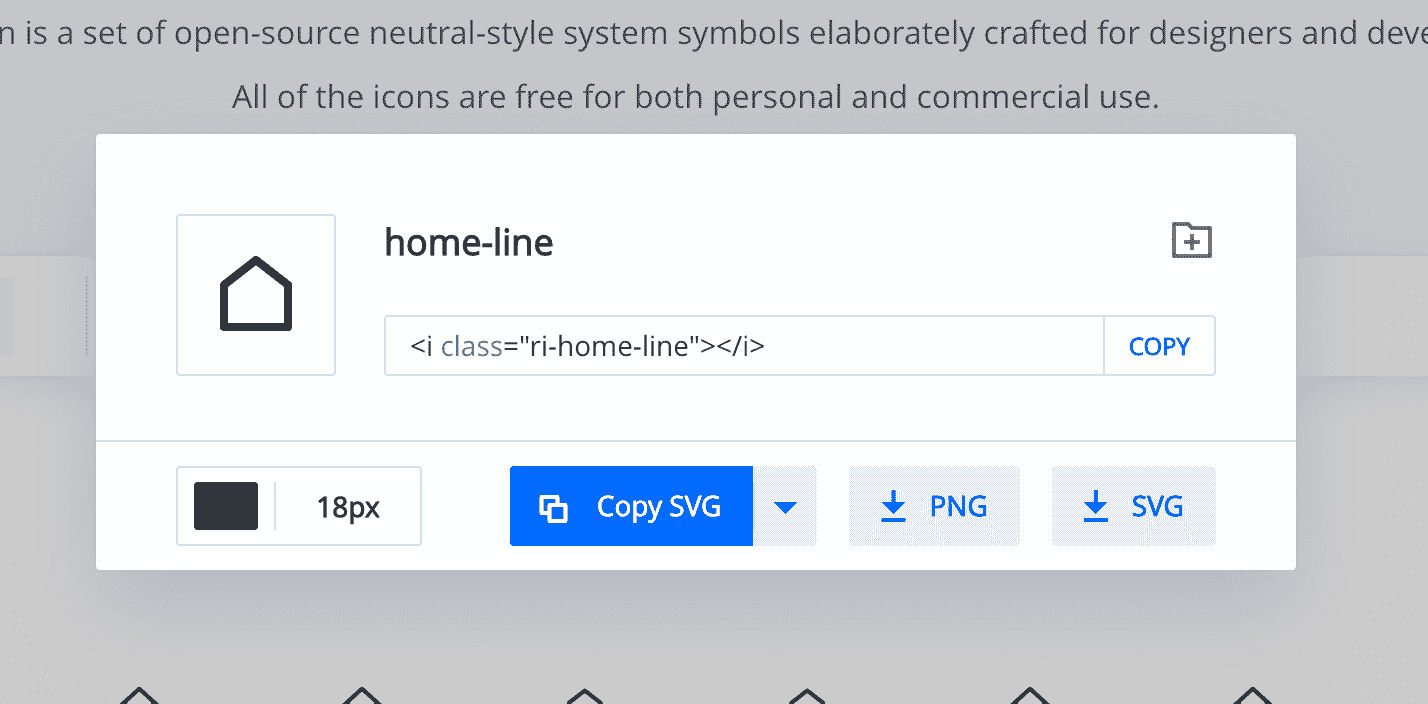 n is a set of open-source neutral-style system symbols elaborately crafted for designers and deve
All of the icons are free for both personal and commercial use.
home-line
<i class="ri-home-line"></i>
COPY
18px
Copy SVG
PNG
SVG